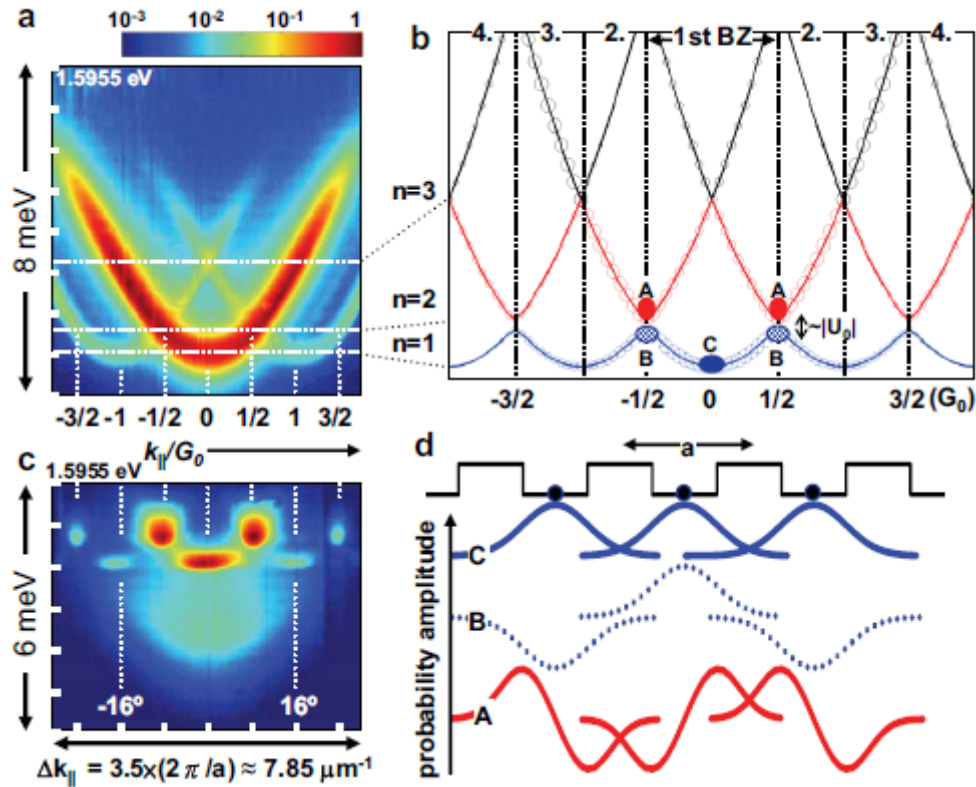 a
10⁻³ 10⁻² 10⁻¹ 1
1.5955 eV
8 meV
-3/2 -1 -1/2 0 1/2 1 3/2
k∥/G₀
b
4. 3. 2. 1st BZ 2. 3. 4.
n=3
n=2
n=1
A A
B B
C
~|U₀|
-3/2 -1/2 0 1/2 3/2 (G₀)
c
1.5955 eV
6 meV
-16º 16º
Δk∥ = 3.5×(2 π/a) ≈ 7.85 μm⁻¹
d
a
probability amplitude
C
B
A